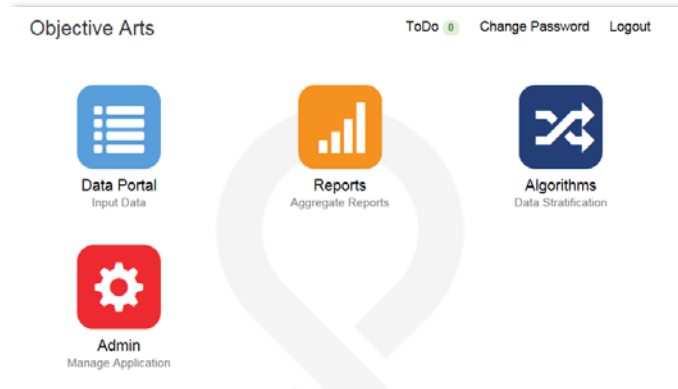 Objective Arts
ToDo 0 Change Password Logout
Data Portal
Input Data
Reports
Aggregate Reports
Algorithms
Data Stratification
Admin
Manage Application